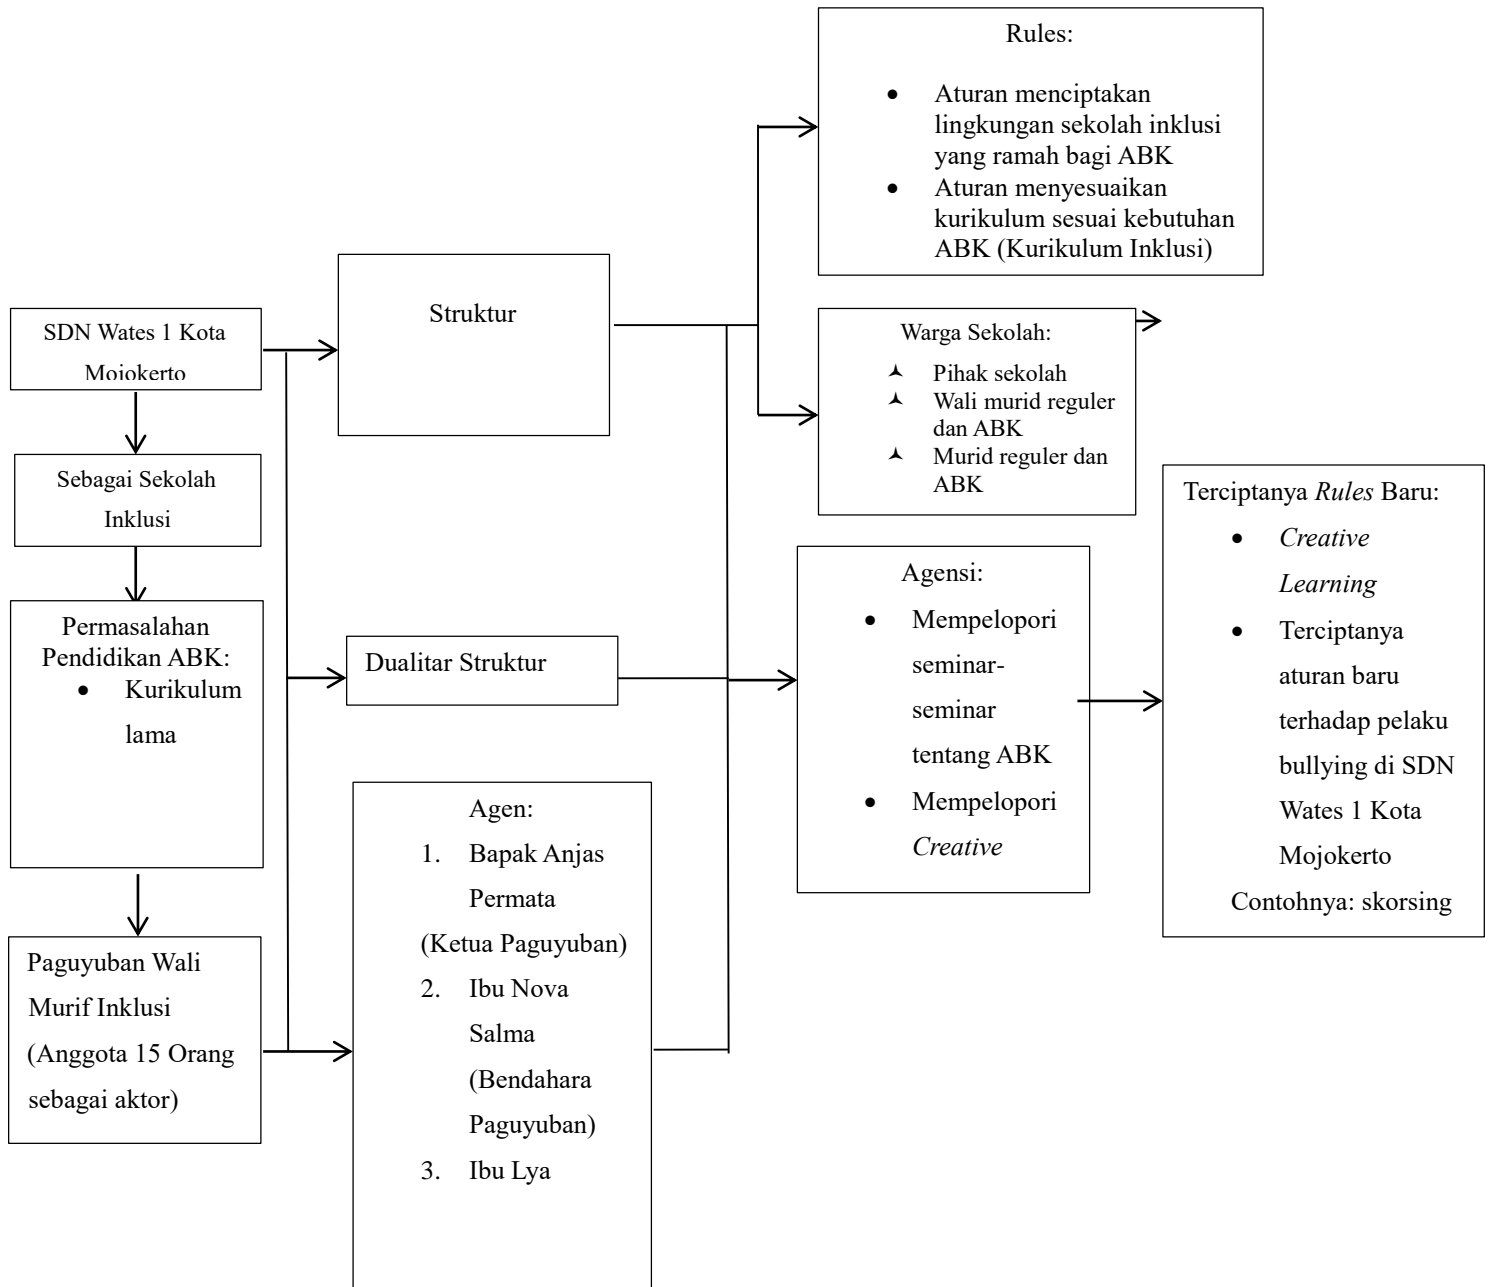 SDN Wates 1 Kota
Mojokerto
Sebagai Sekolah
Inklusi
Permasalahan
Pendidikan ABK:
• Kurikulum
lama
Paguyuban Wali
Murif Inklusi
(Anggota 15 Orang
sebagai aktor)
Struktur
Dualitar Struktur
Agen:
1. Bapak Anjas
Permata
(Ketua Paguyuban)
2. Ibu Nova
Salma
(Bendahara
Paguyuban)
3. Ibu Lya
Rules:
• Aturan menciptakan
lingkungan sekolah inklusi
yang ramah bagi ABK
• Aturan menyesuaikan
kurikulum sesuai kebutuhan
ABK (Kurikulum Inklusi)
Warga Sekolah:
Pihak sekolah
Wali murid reguler
dan ABK
Murid reguler dan
ABK
Agensi:
• Mempelopori
seminar-
seminar
tentang ABK
• Mempelopori
Creative
Terciptanya Rules Baru:
• Creative
Learning
• Terciptanya
aturan baru
terhadap pelaku
bullying di SDN
Wates 1 Kota
Mojokerto
Contohnya: skorsing